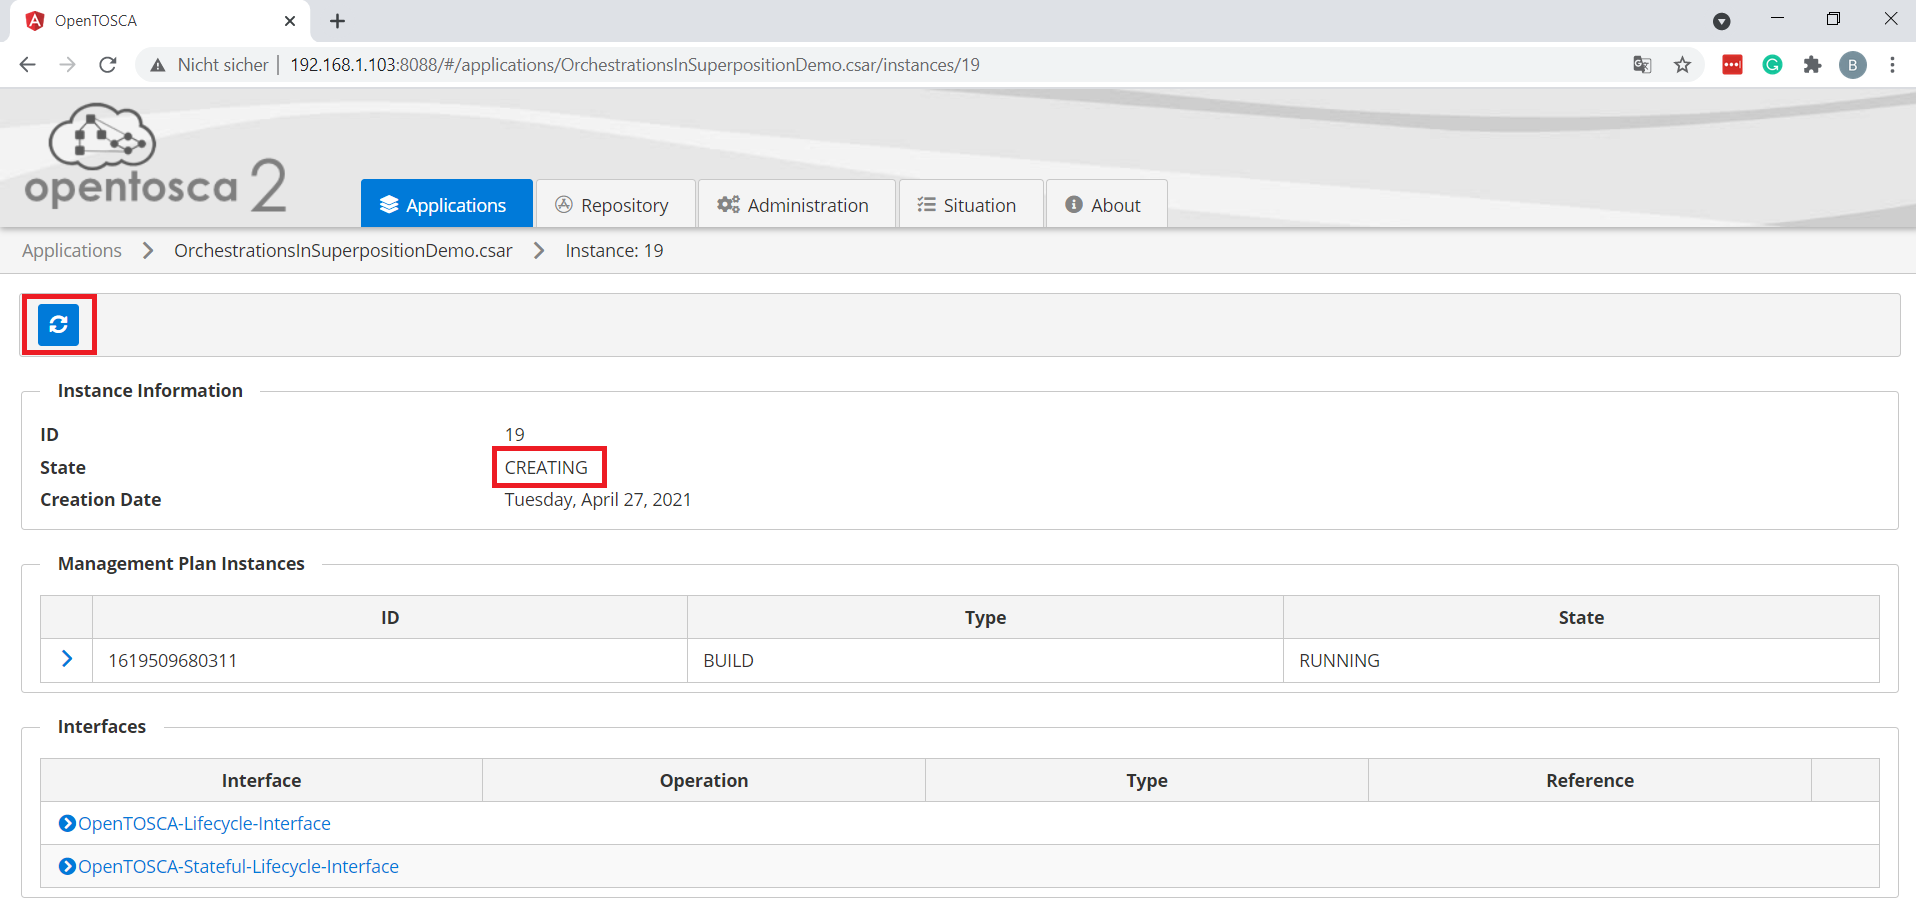 OpenTOSCA
Nicht sicher | 192.168.1.103:8088/#/applications/OrchestrationsInSuperpositionDemo.csar/instances/19
B
opentosca 2
Applications
Repository
Administration
Situation
About
Applications > OrchestrationsInSuperpositionDemo.csar > Instance: 19
Instance Information
ID 19
State CREATING
Creation Date Tuesday, April 27, 2021
Management Plan Instances
ID Type State
1619509680311 BUILD RUNNING
Interfaces
Interface Operation Type Reference
OpenTOSCA-Lifecycle-Interface
OpenTOSCA-Stateful-Lifecycle-Interface